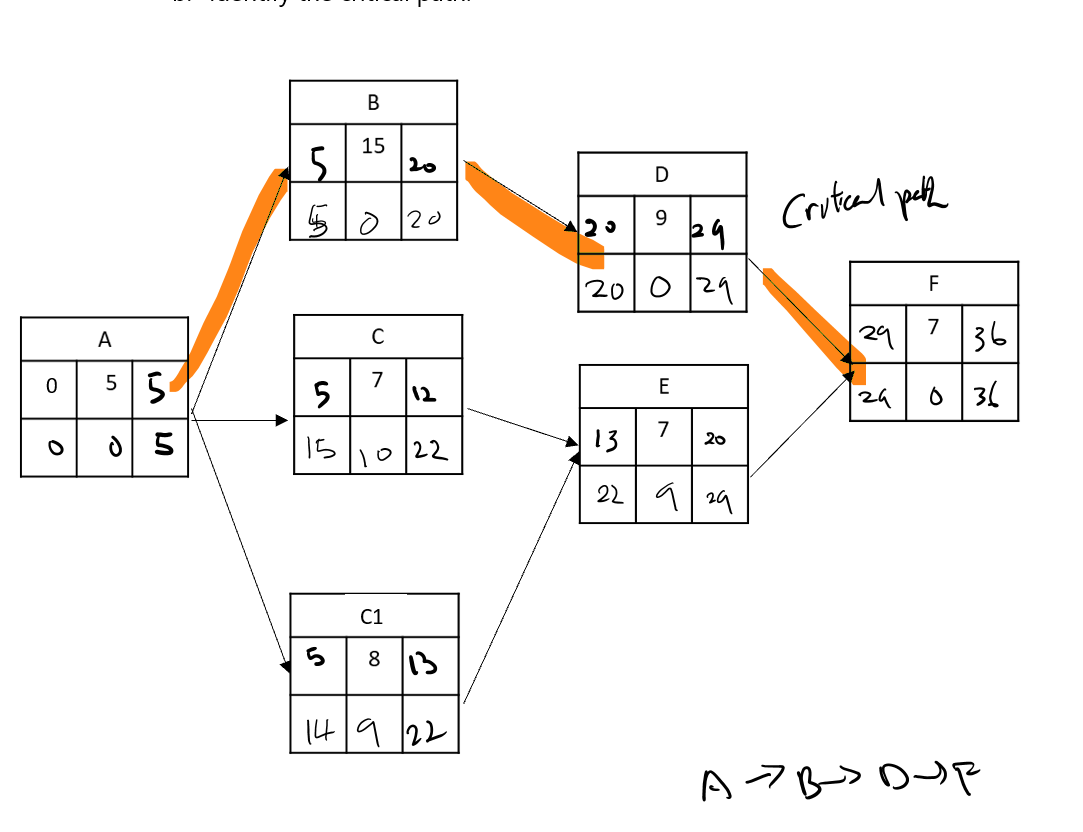 b. Identify the critical path.
B
5 15 20
5 0 20
D
20 9 29
20 0 29
Critical path
F
29 7 36
29 0 36
A
0 5 5
0 0 5
C
5 7 12
15 10 22
E
13 7 20
22 9 29
C1
5 8 13
14 9 22
A → B → D → F